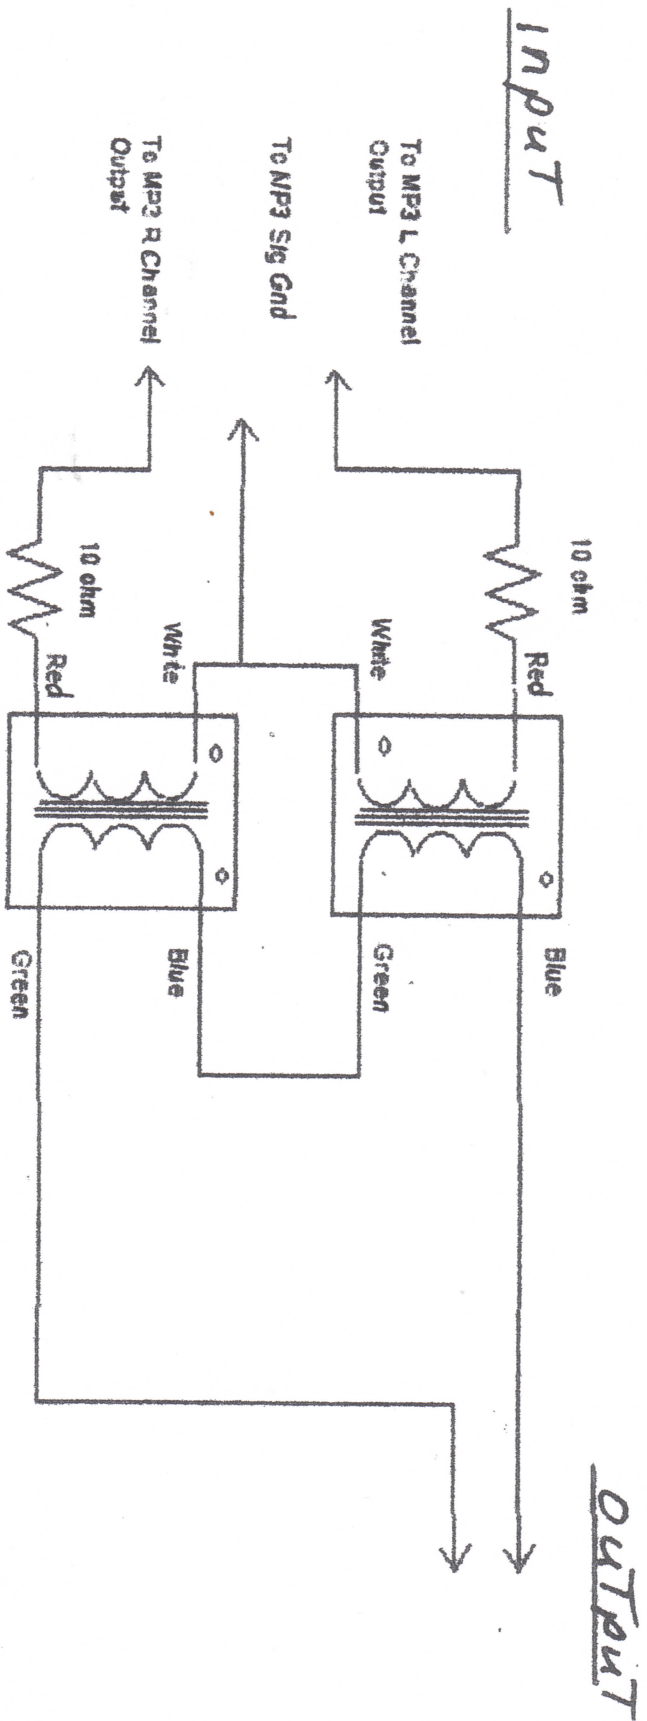 InpuT
OuTpuT
10 ohm
Red
Blue
To MP3 L Channel
Output
White
Green
To MP3 Sig Gnd
White
Blue
To MP3 R Channel
Output
10 ohm
Red
Green